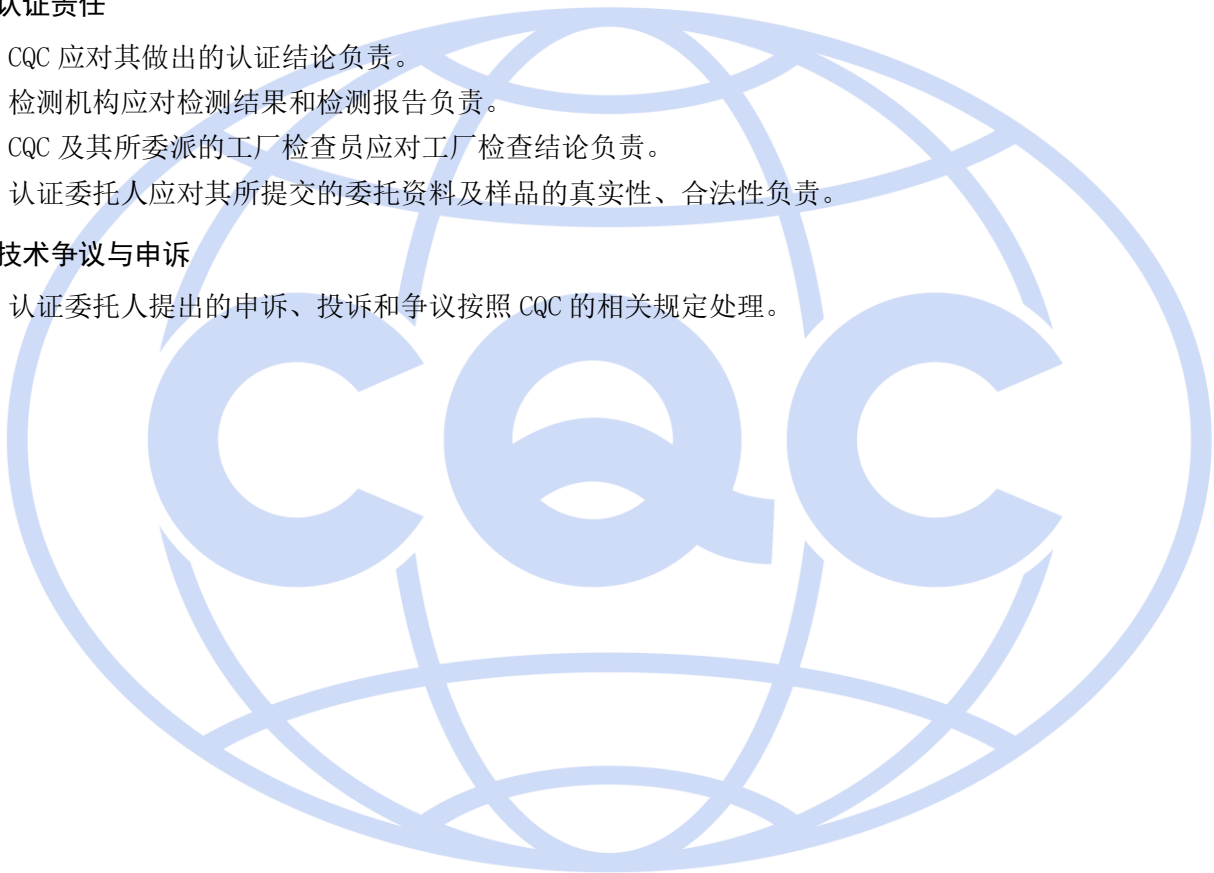 认证责任
CQC 应对其做出的认证结论负责。
检测机构应对检测结果和检测报告负责。
CQC 及其所委派的工厂检查员应对工厂检查结论负责。
认证委托人应对其所提交的委托资料及样品的真实性、合法性负责。
技术争议与申诉
认证委托人提出的申诉、投诉和争议按照 CQC 的相关规定处理。
CQC